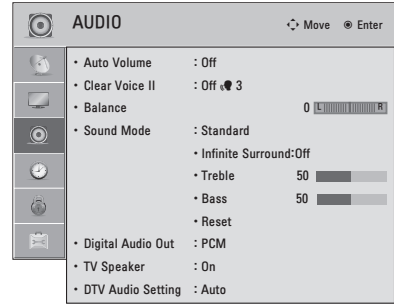 AUDIO Move Enter
• Auto Volume : Off
• Clear Voice II : Off 3
• Balance 0 L R
• Sound Mode : Standard
• Infinite Surround:Off
• Treble 50
• Bass 50
• Reset
• Digital Audio Out : PCM
• TV Speaker : On
• DTV Audio Setting : Auto